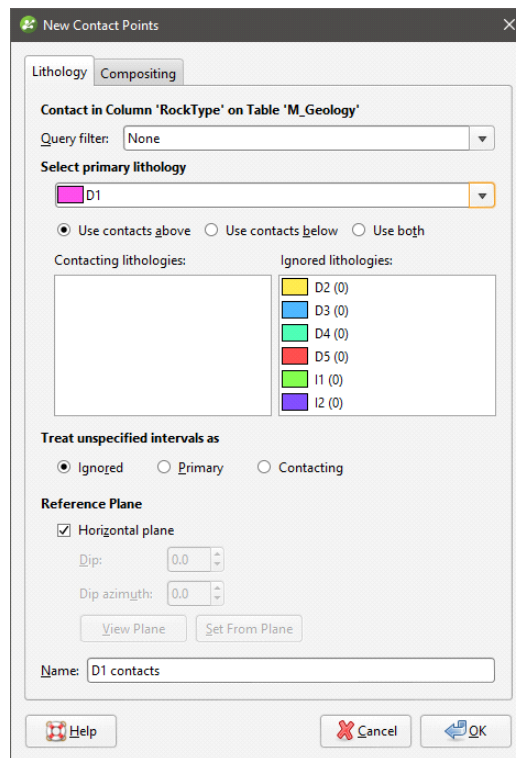 New Contact Points
Lithology Compositing
Contact in Column 'RockType' on Table 'M_Geology'
Query filter: None
Select primary lithology
D1
Use contacts above Use contacts below Use both
Contacting lithologies: Ignored lithologies:
D2 (0)
D3 (0)
D4 (0)
D5 (0)
I1 (0)
I2 (0)
Treat unspecified intervals as
Ignored Primary Contacting
Reference Plane
Horizontal plane
Dip: 0.0
Dip azimuth: 0.0
View Plane Set From Plane
Name: D1 contacts
Help Cancel OK